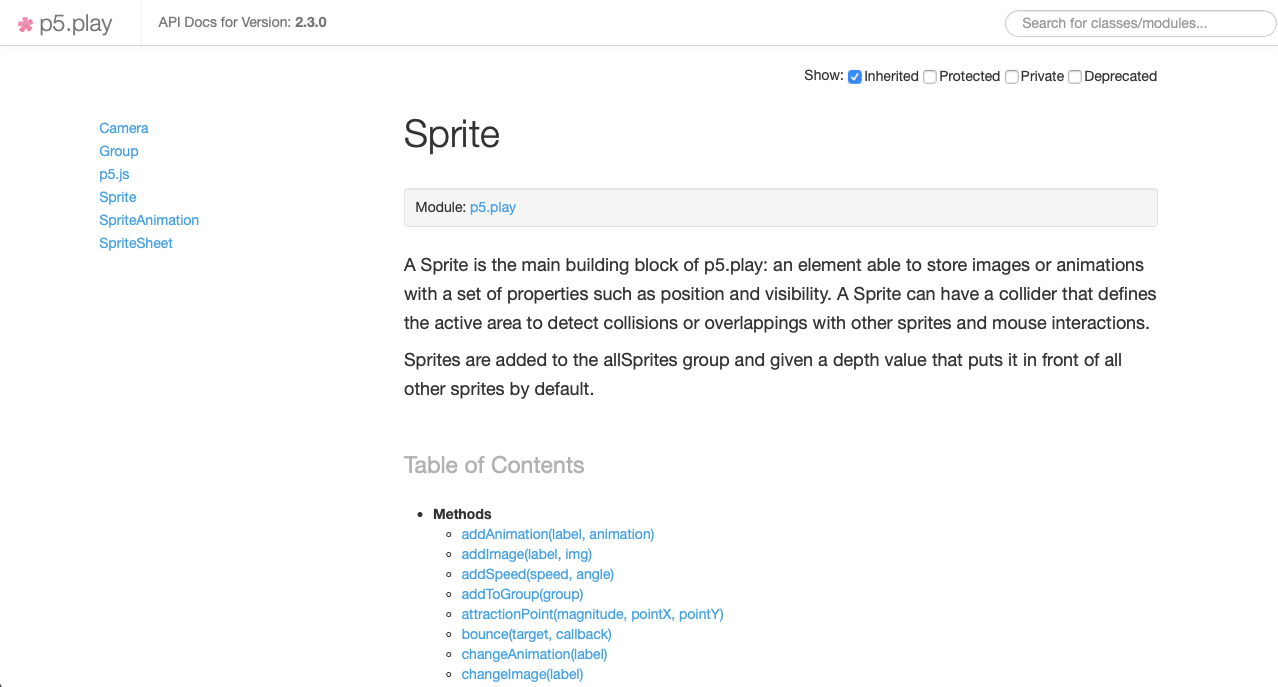 p5.play
API Docs for Version: 2.3.0
Search for classes/modules...
Show: Inherited Protected Private Deprecated
Camera
Group
p5.js
Sprite
SpriteAnimation
SpriteSheet
Sprite
Module: p5.play
A Sprite is the main building block of p5.play: an element able to store images or animations
with a set of properties such as position and visibility. A Sprite can have a collider that defines
the active area to detect collisions or overlappings with other sprites and mouse interactions.
Sprites are added to the allSprites group and given a depth value that puts it in front of all
other sprites by default.
Table of Contents
Methods
addAnimation(label, animation)
addImage(label, img)
addSpeed(speed, angle)
addToGroup(group)
attractionPoint(magnitude, pointX, pointY)
bounce(target, callback)
changeAnimation(label)
changeImage(label)